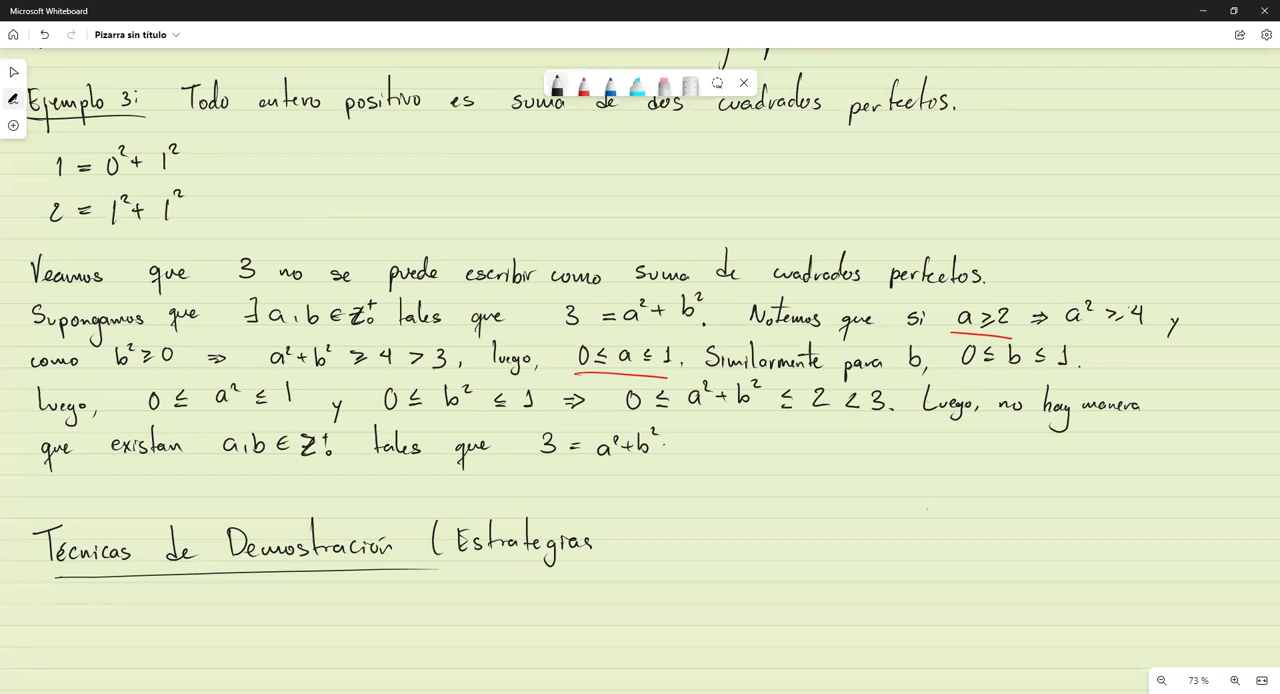 Microsoft Whiteboard
Pizarra sin título
Ejemplo 3: Todo entero positivo es suma de dos cuadrados perfectos.
1 = 0² + 1²
2 = 1² + 1²
Veamos que 3 no se puede escribir como suma de cuadrados perfectos.
Supongamos que ∃ a, b ∈ ℤ₀⁺ tales que 3 = a² + b². Notemos que si a ≥ 2 ⇒ a² ≥ 4 y
como b² ≥ 0 ⇒ a² + b² ≥ 4 > 3, luego, 0 ≤ a ≤ 1. Similarmente para b, 0 ≤ b ≤ 1.
luego, 0 ≤ a² ≤ 1 y 0 ≤ b² ≤ 1 ⇒ 0 ≤ a² + b² ≤ 2 < 3. Luego, no hay manera
que existan a, b ∈ ℤ₀⁺ tales que 3 = a² + b².
Técnicas de Demostración (Estrategias
73 %